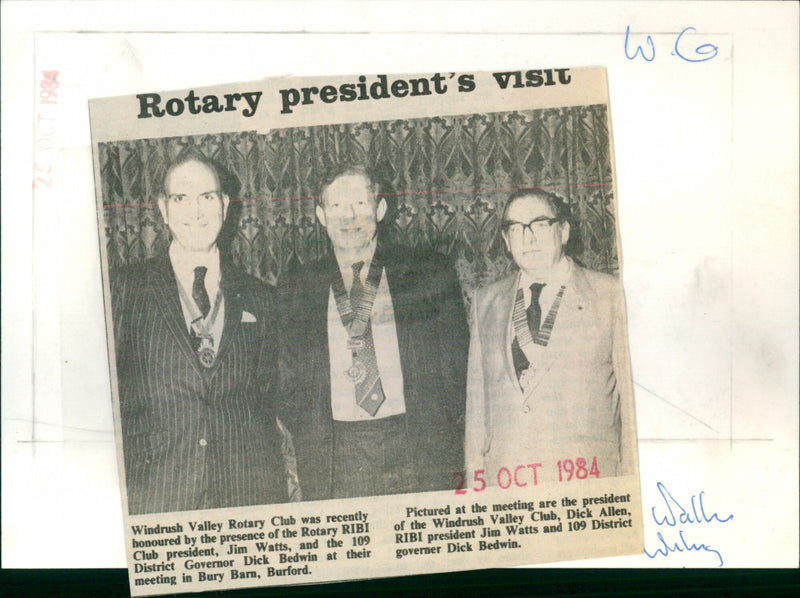 W. G
25 OCT 1984
Rotary president's visit
25 OCT 1984
Windrush Valley Rotary Club was recently
honoured by the presence of the Rotary RIBI
Club president, Jim Watts, and the 109
District Governor Dick Bedwin at their
meeting in Bury Barn, Burford.
Pictured at the meeting are the president
of the Windrush Valley Club, Dick Allen,
RIBI president Jim Watts and 109 District
governor Dick Bedwin.